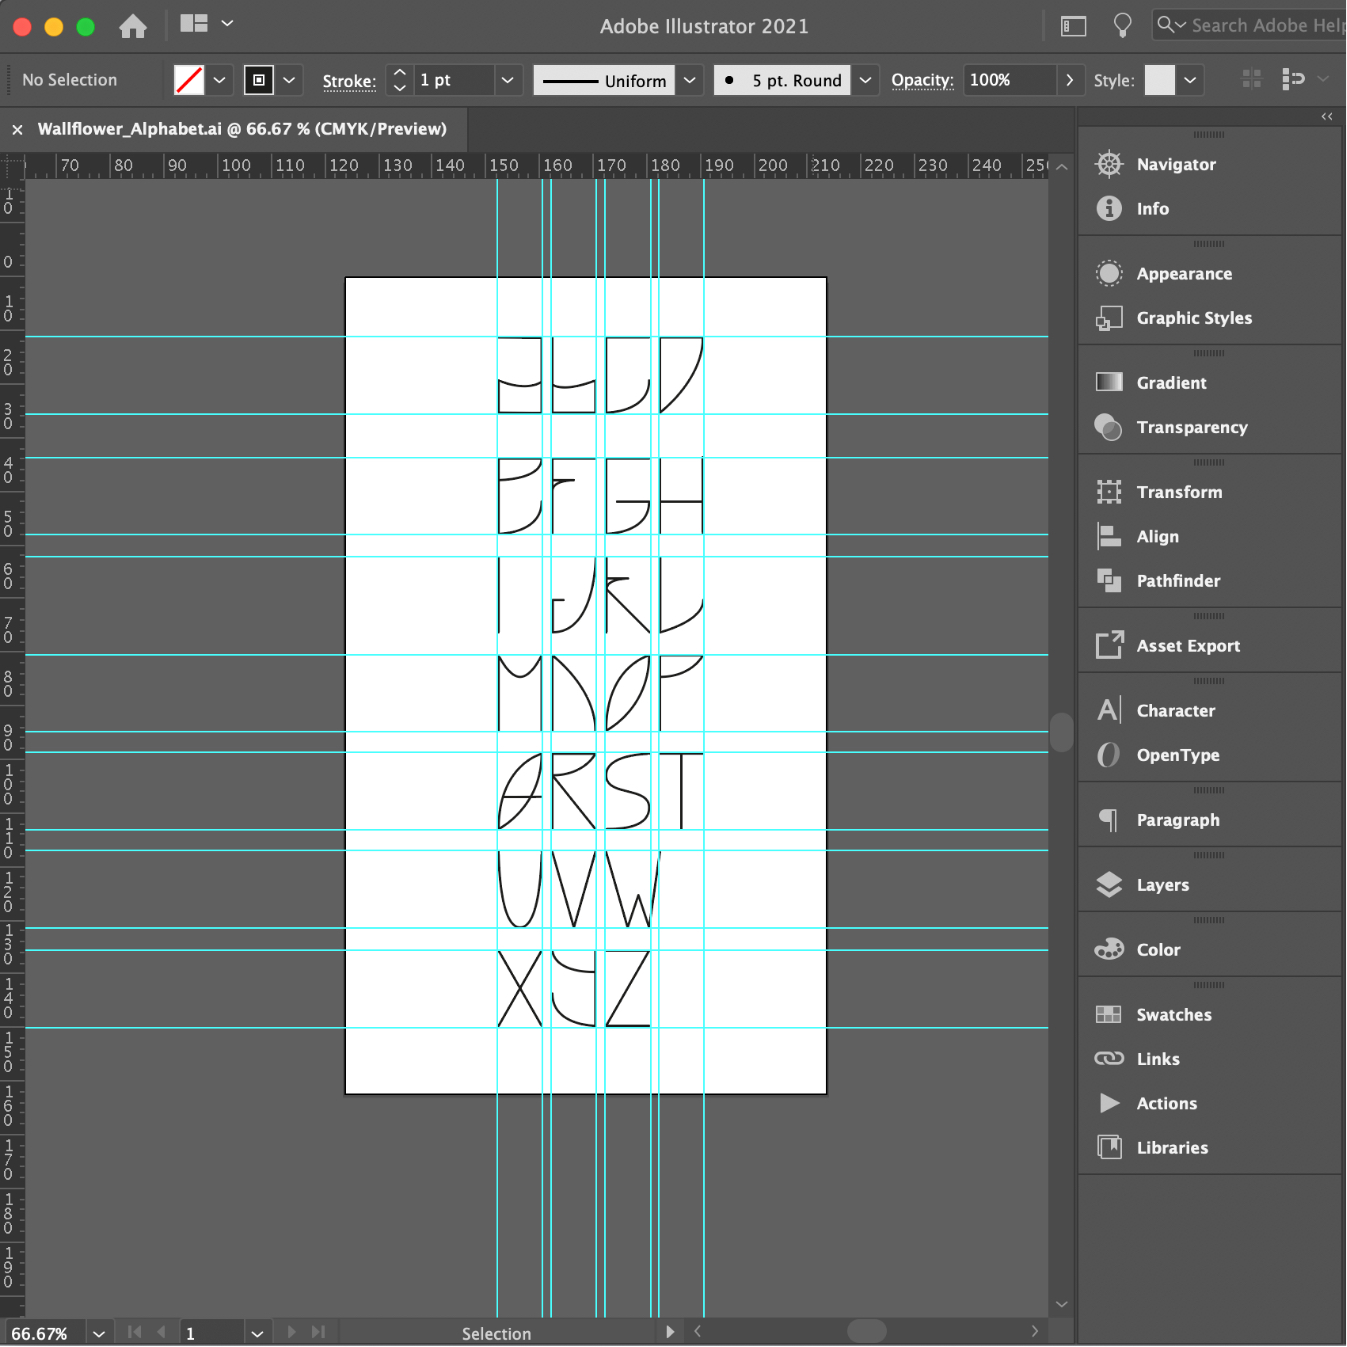 Adobe Illustrator 2021
Search Adobe Hel
No Selection
Stroke: 1 pt Uniform 5 pt. Round Opacity: 100% Style:
Wallflower_Alphabet.ai @ 66.67 % (CMYK/Preview)
70 80 90 100 110 120 130 140 150 160 170 180 190 200 210 220 230 240 25
10
0
10
20
30
40
50
60
70
80
90
100
110
120
130
140
150
160
170
180
190
E F G H
I J K L
M N O P
R S T
U V W
X Y Z
Navigator
Info
Appearance
Graphic Styles
Gradient
Transparency
Transform
Align
Pathfinder
Asset Export
Character
OpenType
Paragraph
Layers
Color
Swatches
Links
Actions
Libraries
66.67% 1 Selection